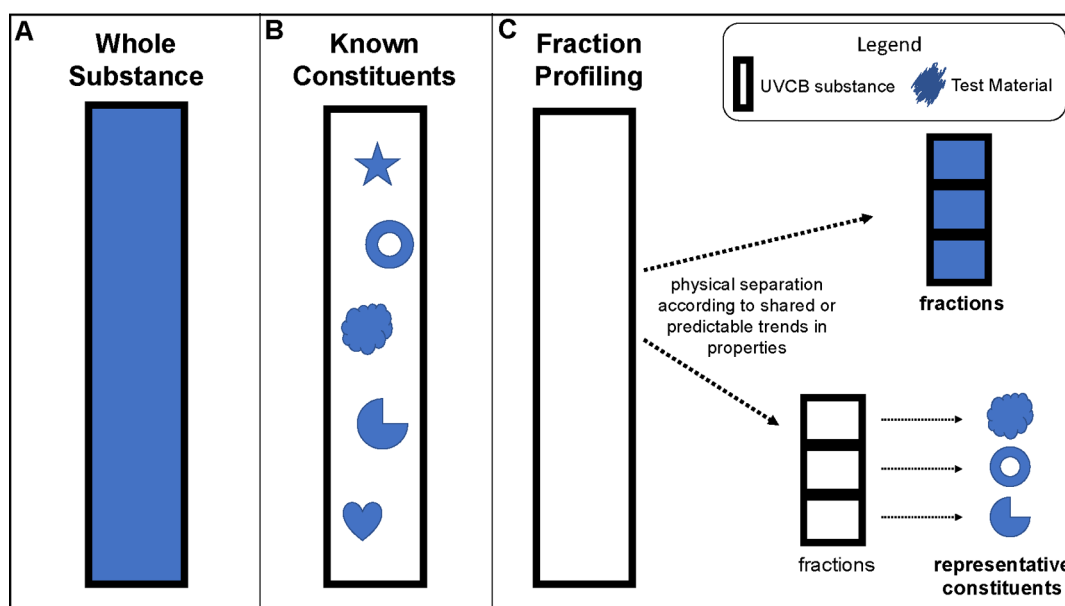 A
Whole
Substance
B
Known
Constituents
C
Fraction
Profiling
Legend
UVCB substance
Test Material
physical separation
according to shared or
predictable trends in
properties
fractions
fractions
representative
constituents